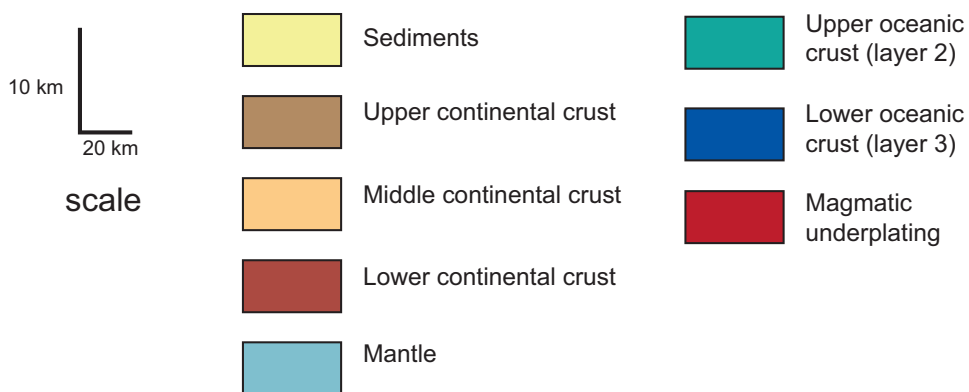 10 km
20 km
scale
Sediments
Upper continental crust
Middle continental crust
Lower continental crust
Mantle
Upper oceanic
crust (layer 2)
Lower oceanic
crust (layer 3)
Magmatic
underplating